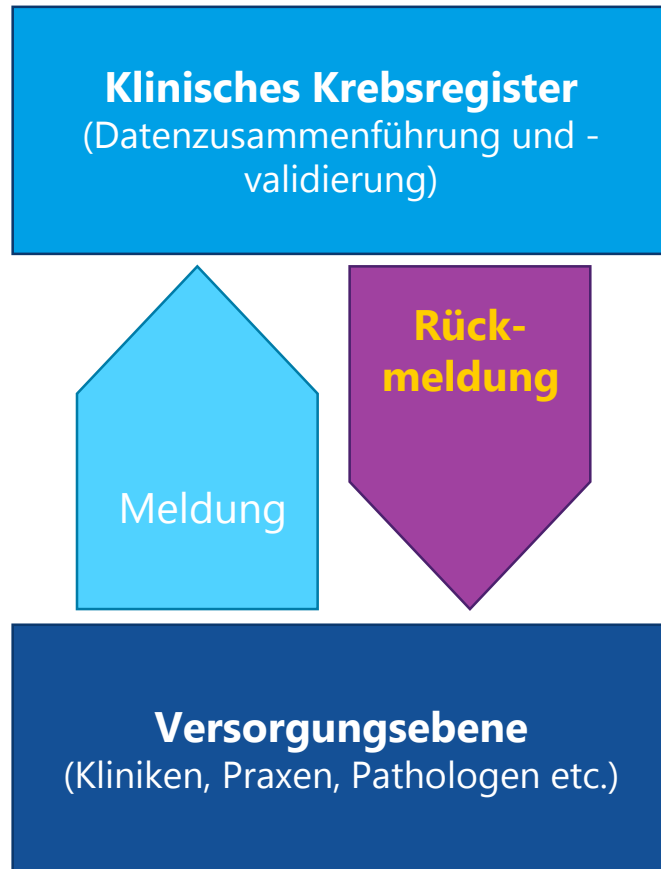 Klinisches Krebsregister
(Datenzusammenführung und -
validierung)
Rück-
meldung
Meldung
Versorgungsebene
(Kliniken, Praxen, Pathologen etc.)